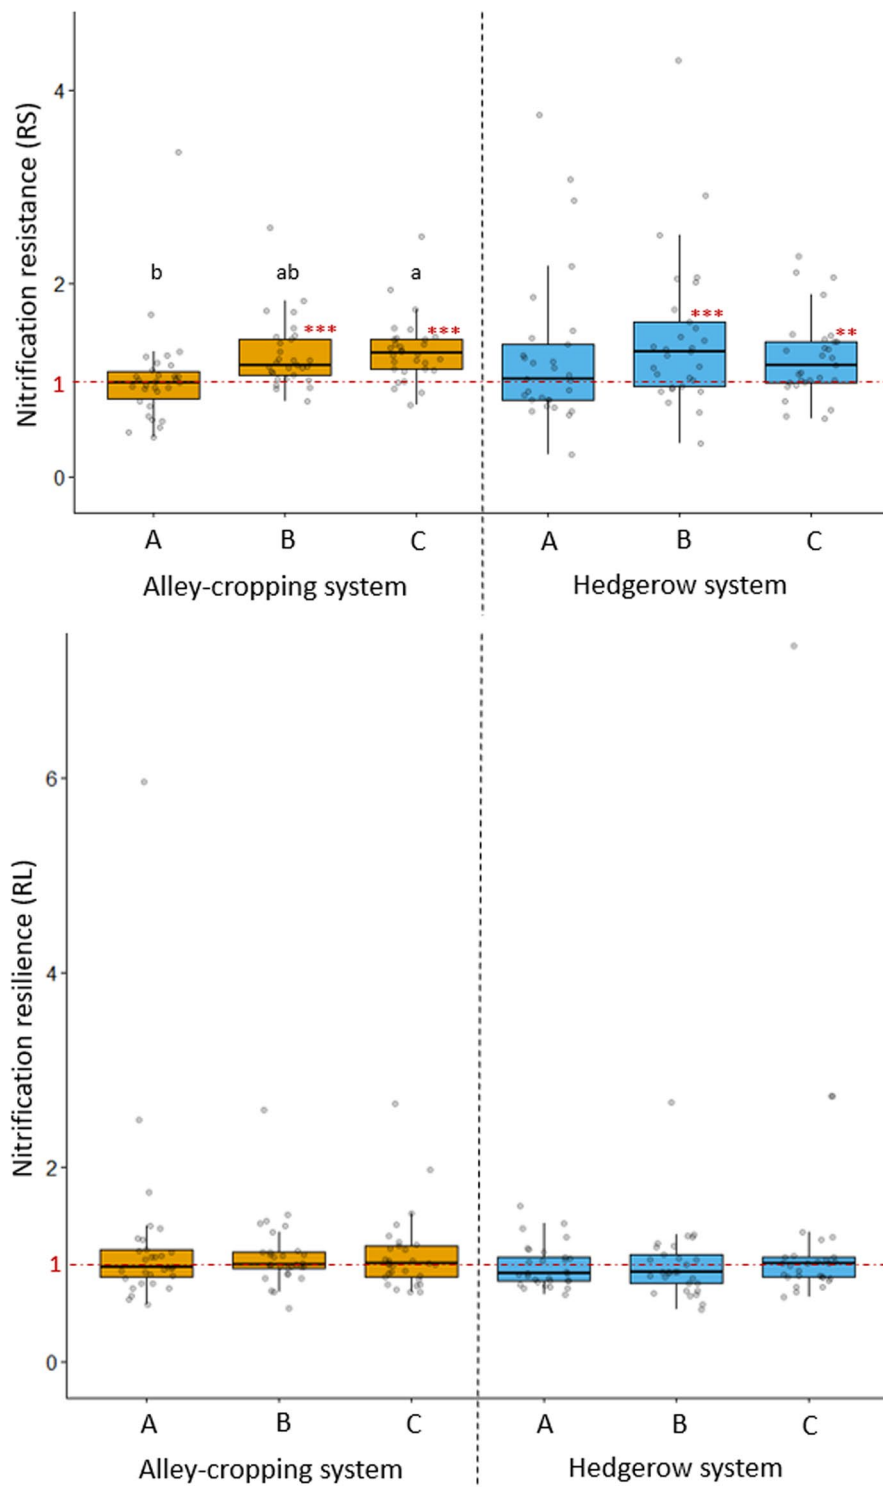 Nitrification resistance (RS)
4
2
1
0
b
ab
a
***
***
***
**
A
B
C
A
B
C
Alley-cropping system
Hedgerow system
Nitrification resilience (RL)
6
4
2
1
0
A
B
C
A
B
C
Alley-cropping system
Hedgerow system